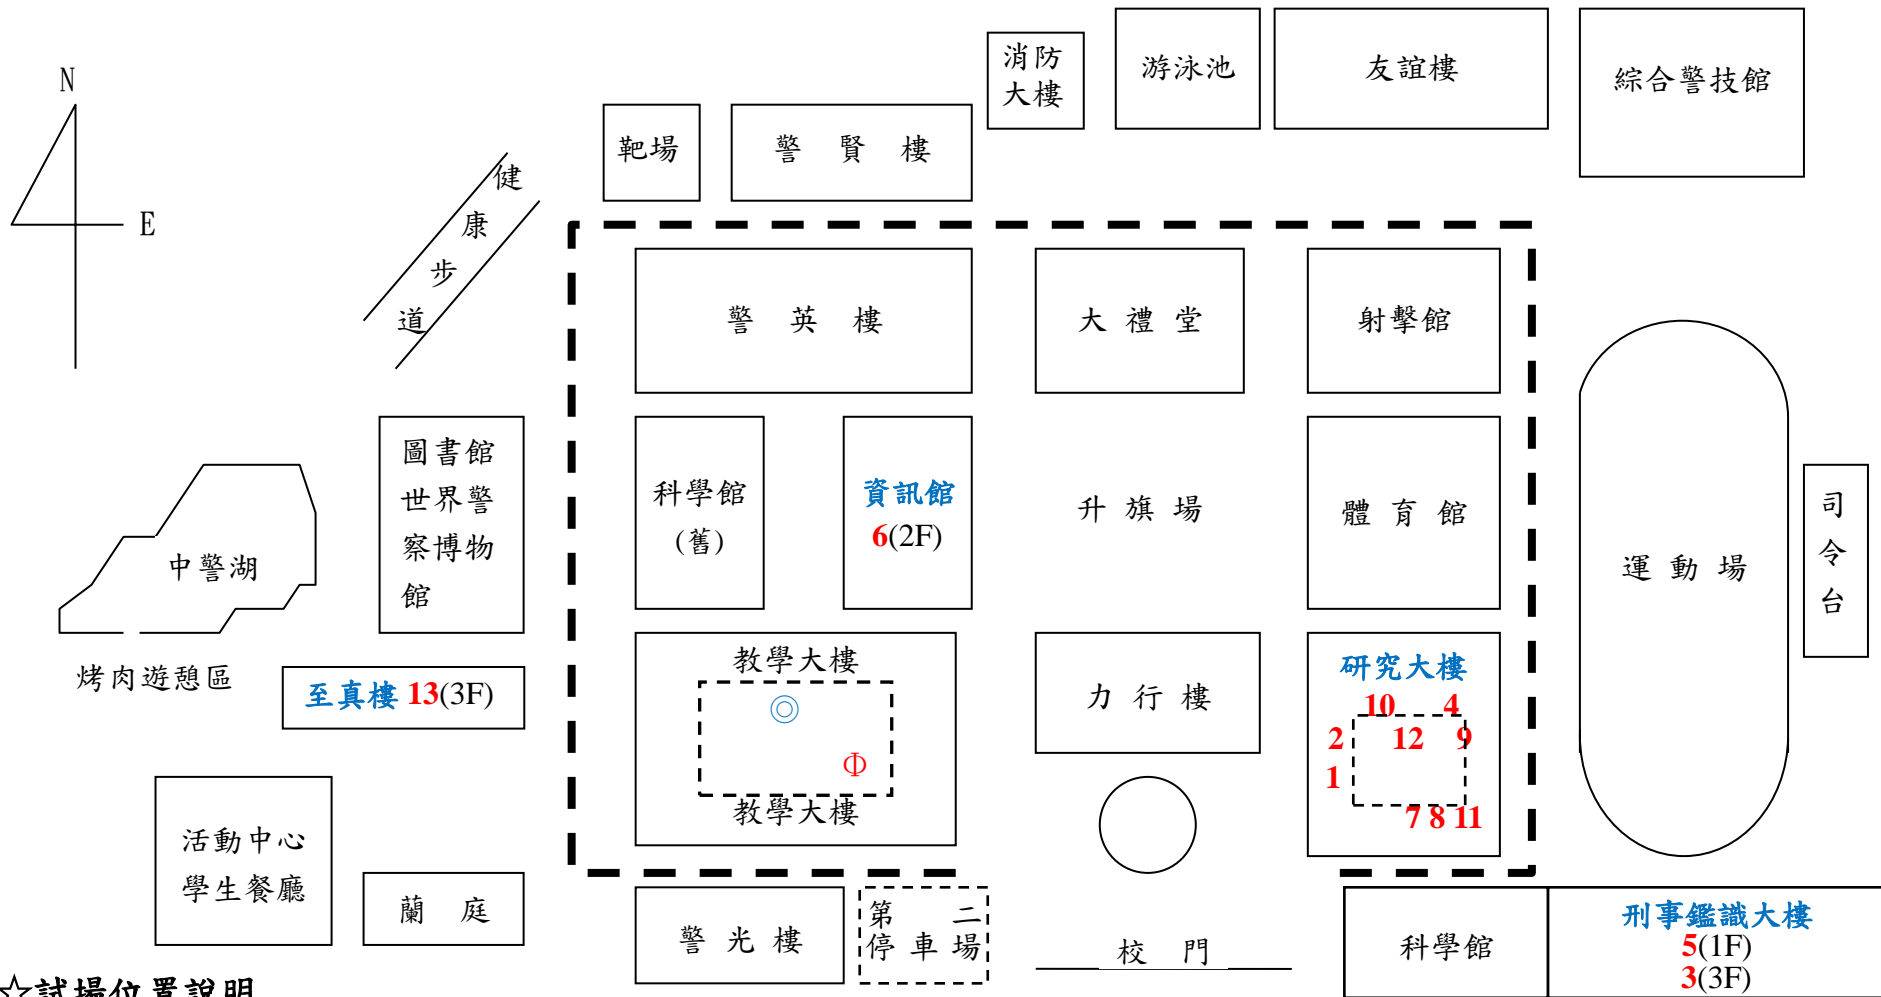 N
E
健
康
步
道
靶場
警 賢 樓
消防
大樓
游泳池
友誼樓
綜合警技館
警 英 樓
大 禮 堂
射擊館
圖書館
世界警
察博物
館
科學館
(舊)
資訊館
6(2F)
升 旗 場
體 育 館
運 動 場
司
令
台
中警湖
烤肉遊憩區
至真樓 13(3F)
教學大樓
◎
Φ
教學大樓
力 行 樓
研究大樓
10 4
2 12 9
1
7 8 11
活動中心
學生餐廳
蘭 庭
警 光 樓
第 二
停 車 場
校 門
科學館
刑事鑑識大樓
5(1F)
3(3F)
☆試場位置說明